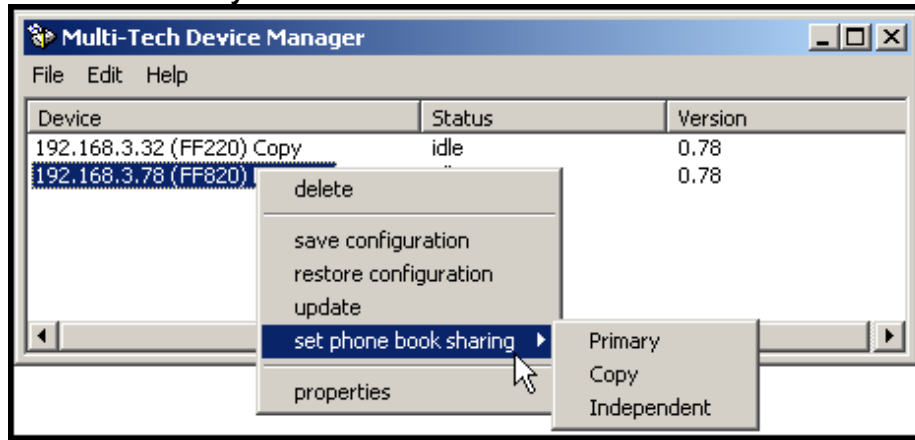 Multi-Tech Device Manager
File Edit Help
Device Status Version
192.168.3.32 (FF220) Copy idle 0.78
192.168.3.78 (FF820) 0.78
delete
save configuration
restore configuration
update
set phone book sharing
properties
Primary
Copy
Independent